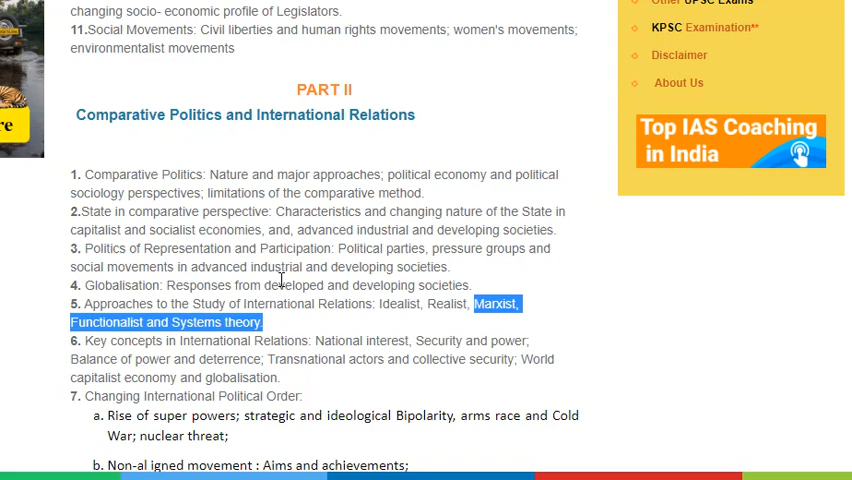 changing socio- economic profile of Legislators.
11.Social Movements: Civil liberties and human rights movements; women's movements;
environmentalist movements
PART II
Comparative Politics and International Relations
1. Comparative Politics: Nature and major approaches; political economy and political
sociology perspectives; limitations of the comparative method.
2.State in comparative perspective: Characteristics and changing nature of the State in
capitalist and socialist economies, and, advanced industrial and developing societies.
3. Politics of Representation and Participation: Political parties, pressure groups and
social movements in advanced industrial and developing societies.
4. Globalisation: Responses from developed and developing societies.
5. Approaches to the Study of International Relations: Idealist, Realist, Marxist,
Functionalist and Systems theory.
6. Key concepts in International Relations: National interest, Security and power;
Balance of power and deterrence; Transnational actors and collective security; World
capitalist economy and globalisation.
7. Changing International Political Order:
a. Rise of super powers; strategic and ideological Bipolarity, arms race and Cold
War; nuclear threat;
b. Non-al igned movement : Aims and achievements;
Other UPSC Exams
KPSC Examination**
Disclaimer
About Us
Top IAS Coaching
in India
re